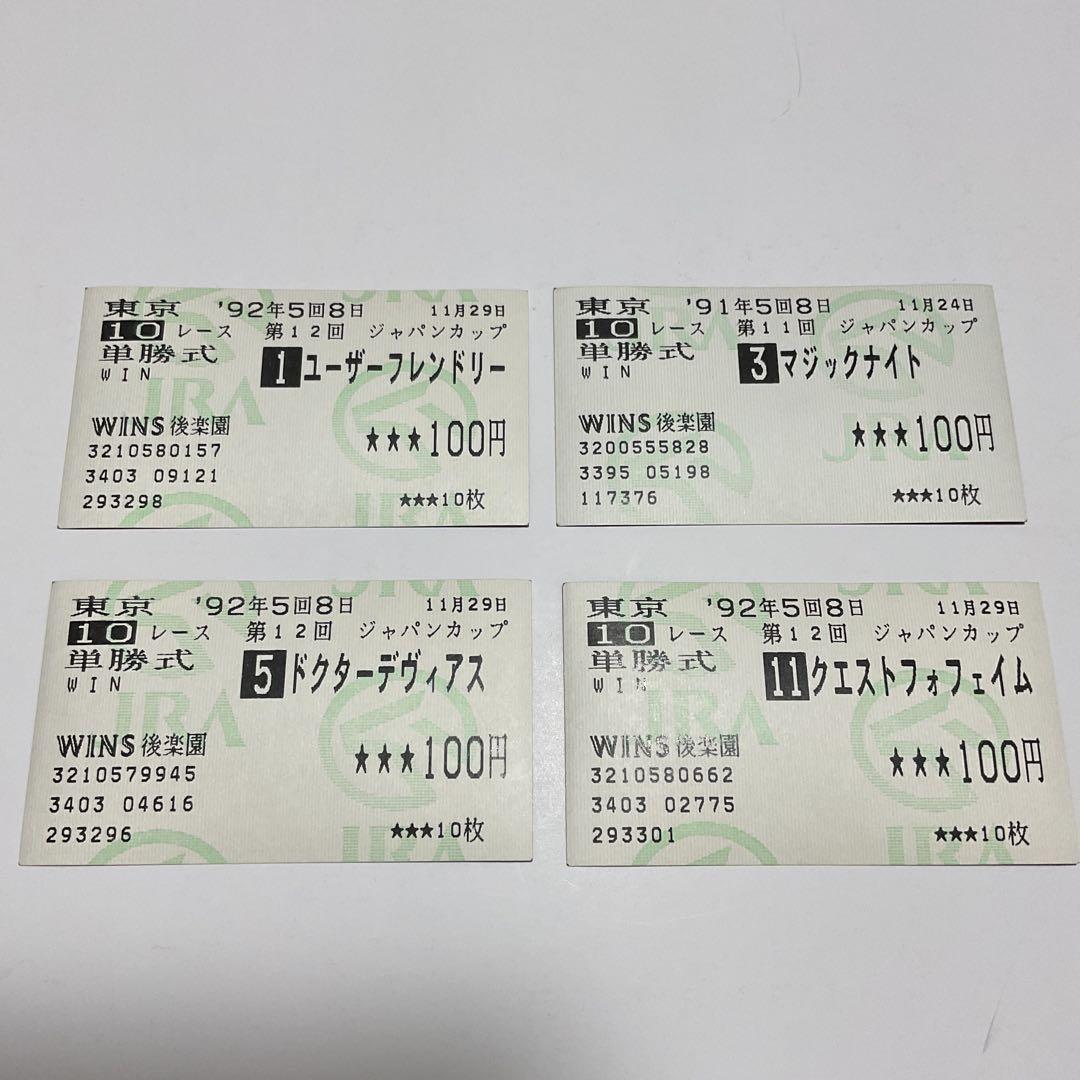 東京 '92年5回8日 11月29日
10 レース 第12回 ジャパンカップ
単勝式 1 ユーザーフレンドリー
WIN
WINS後楽園 ★★★100円
3210580157
3403 09121
293298 ★★★10枚
JRA
東京 '91年5回8日 11月24日
10 レース 第11回 ジャパンカップ
単勝式 3 マジックナイト
WIN
WINS後楽園 ★★★100円
3200555828
3395 05198
117376 ★★★10枚
JRA
東京 '92年5回8日 11月29日
10 レース 第12回 ジャパンカップ
単勝式 5 ドクターデヴィアス
WIN
WINS後楽園 ★★★100円
3210579945
3403 04616
293296 ★★★10枚
JRA
東京 '92年5回8日 11月29日
10 レース 第12回 ジャパンカップ
単勝式 11 クエストフォフェイム
WIN
WINS後楽園 ★★★100円
3210580662
3403 02775
293301 ★★★10枚
JRA